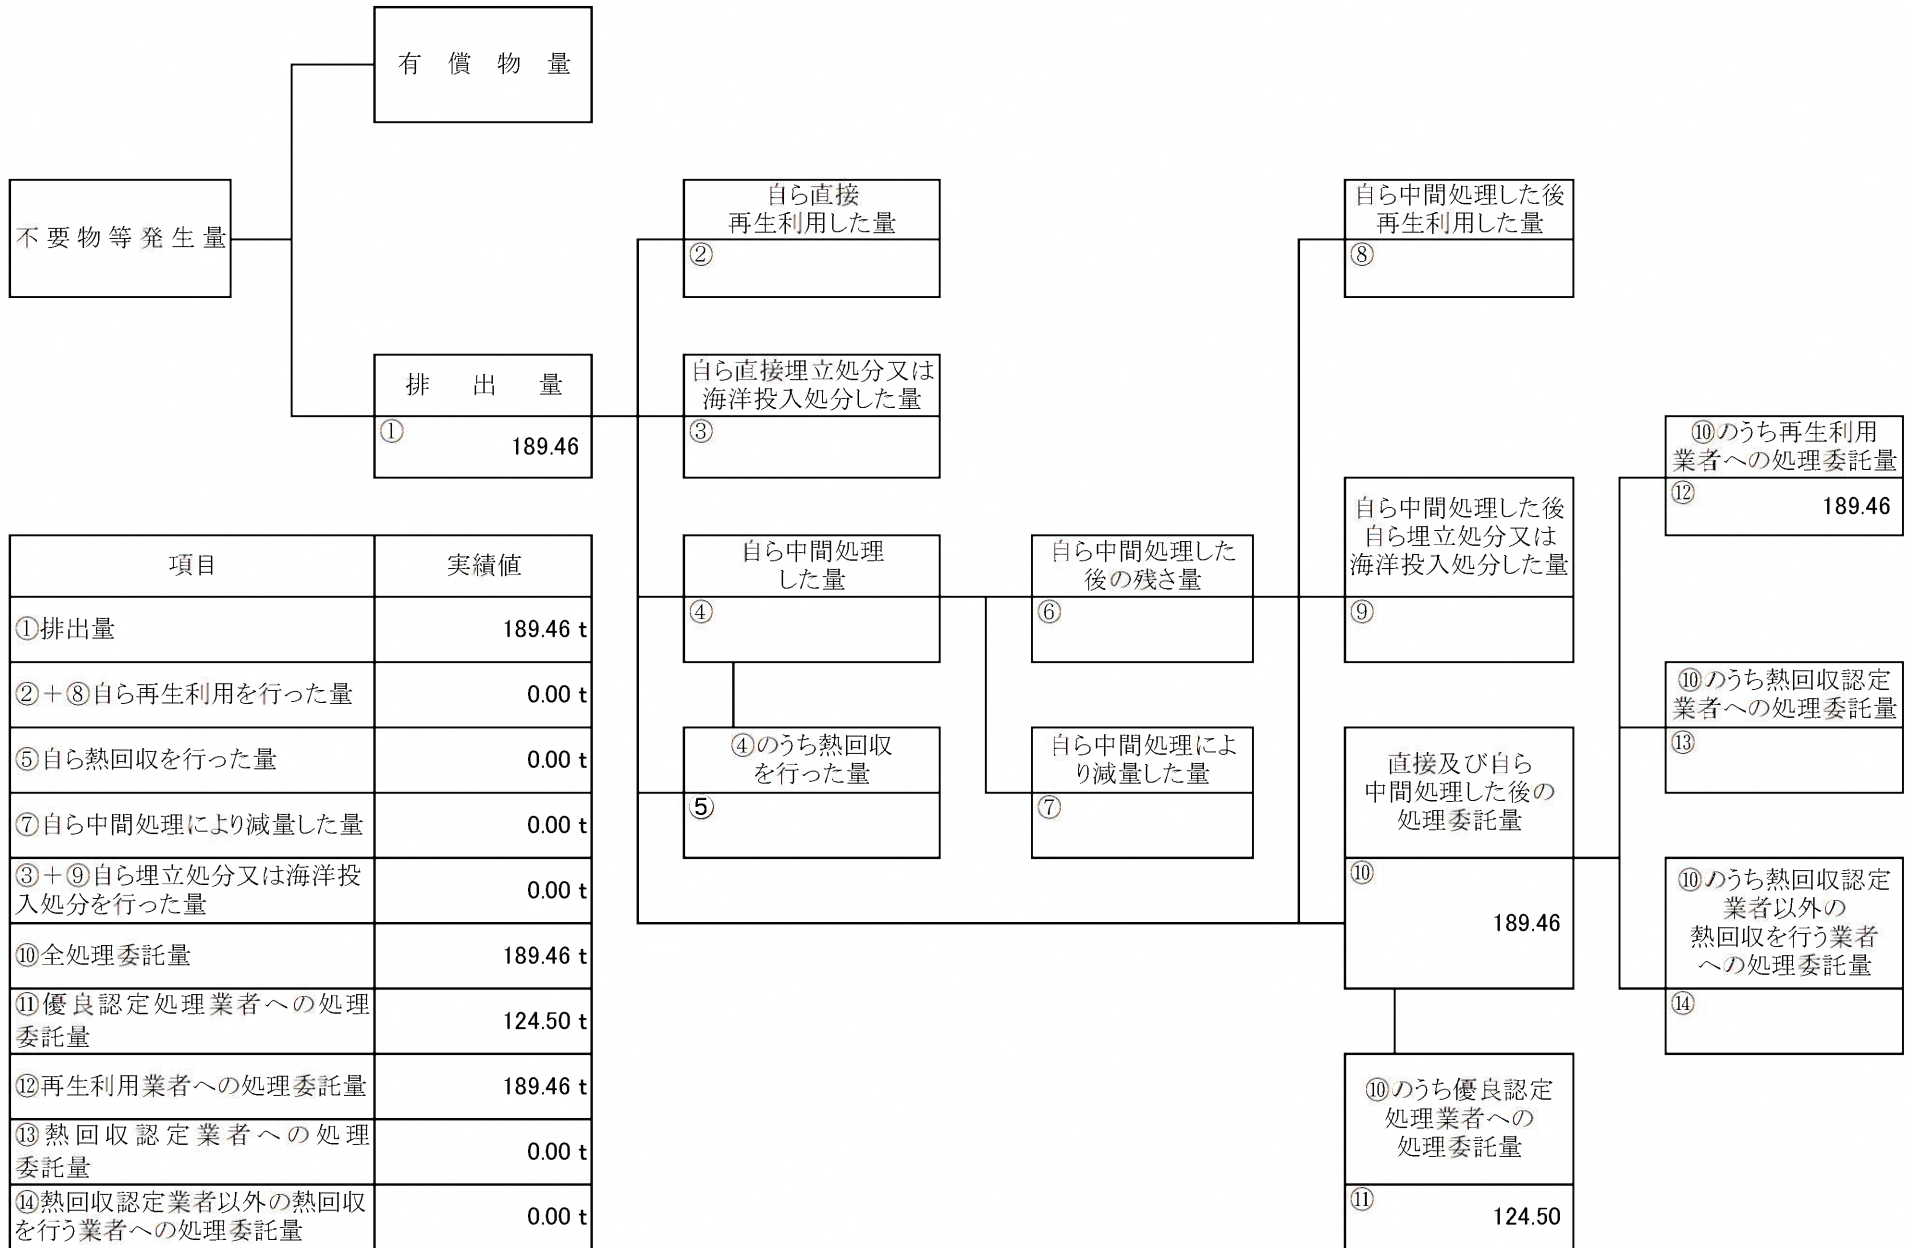 有償物量
不要物等発生量
排出量
①
189.46
自ら直接
再生利用した量
②
自ら直接埋立処分又は
海洋投入処分した量
③
自ら中間処理
した量
④
④のうち熱回収
を行った量
⑤
自ら中間処理した
後の残さ量
⑥
自ら中間処理によ
り減量した量
⑦
自ら中間処理した後
再生利用した量
⑧
自ら中間処理した後
自ら埋立処分又は
海洋投入処分した量
⑨
直接及び自ら
中間処理した後の
処理委託量
⑩
189.46
⑩のうち優良認定
処理業者への
処理委託量
⑪
124.50
⑩のうち再生利用
業者への処理委託量
⑫
189.46
⑩のうち熱回収認定
業者への処理委託量
⑬
⑩のうち熱回収認定
業者以外の
熱回収を行う業者
への処理委託量
⑭
項目 実績値
①排出量 189.46 t
②+⑧自ら再生利用を行った量 0.00 t
⑤自ら熱回収を行った量 0.00 t
⑦自ら中間処理により減量した量 0.00 t
③+⑨自ら埋立処分又は海洋投
入処分を行った量 0.00 t
⑩全処理委託量 189.46 t
⑪優良認定処理業者への処理
委託量 124.50 t
⑫再生利用業者への処理委託量 189.46 t
⑬熱回収認定業者への処理
委託量 0.00 t
⑭熱回収認定業者以外の熱回収
を行う業者への処理委託量 0.00 t